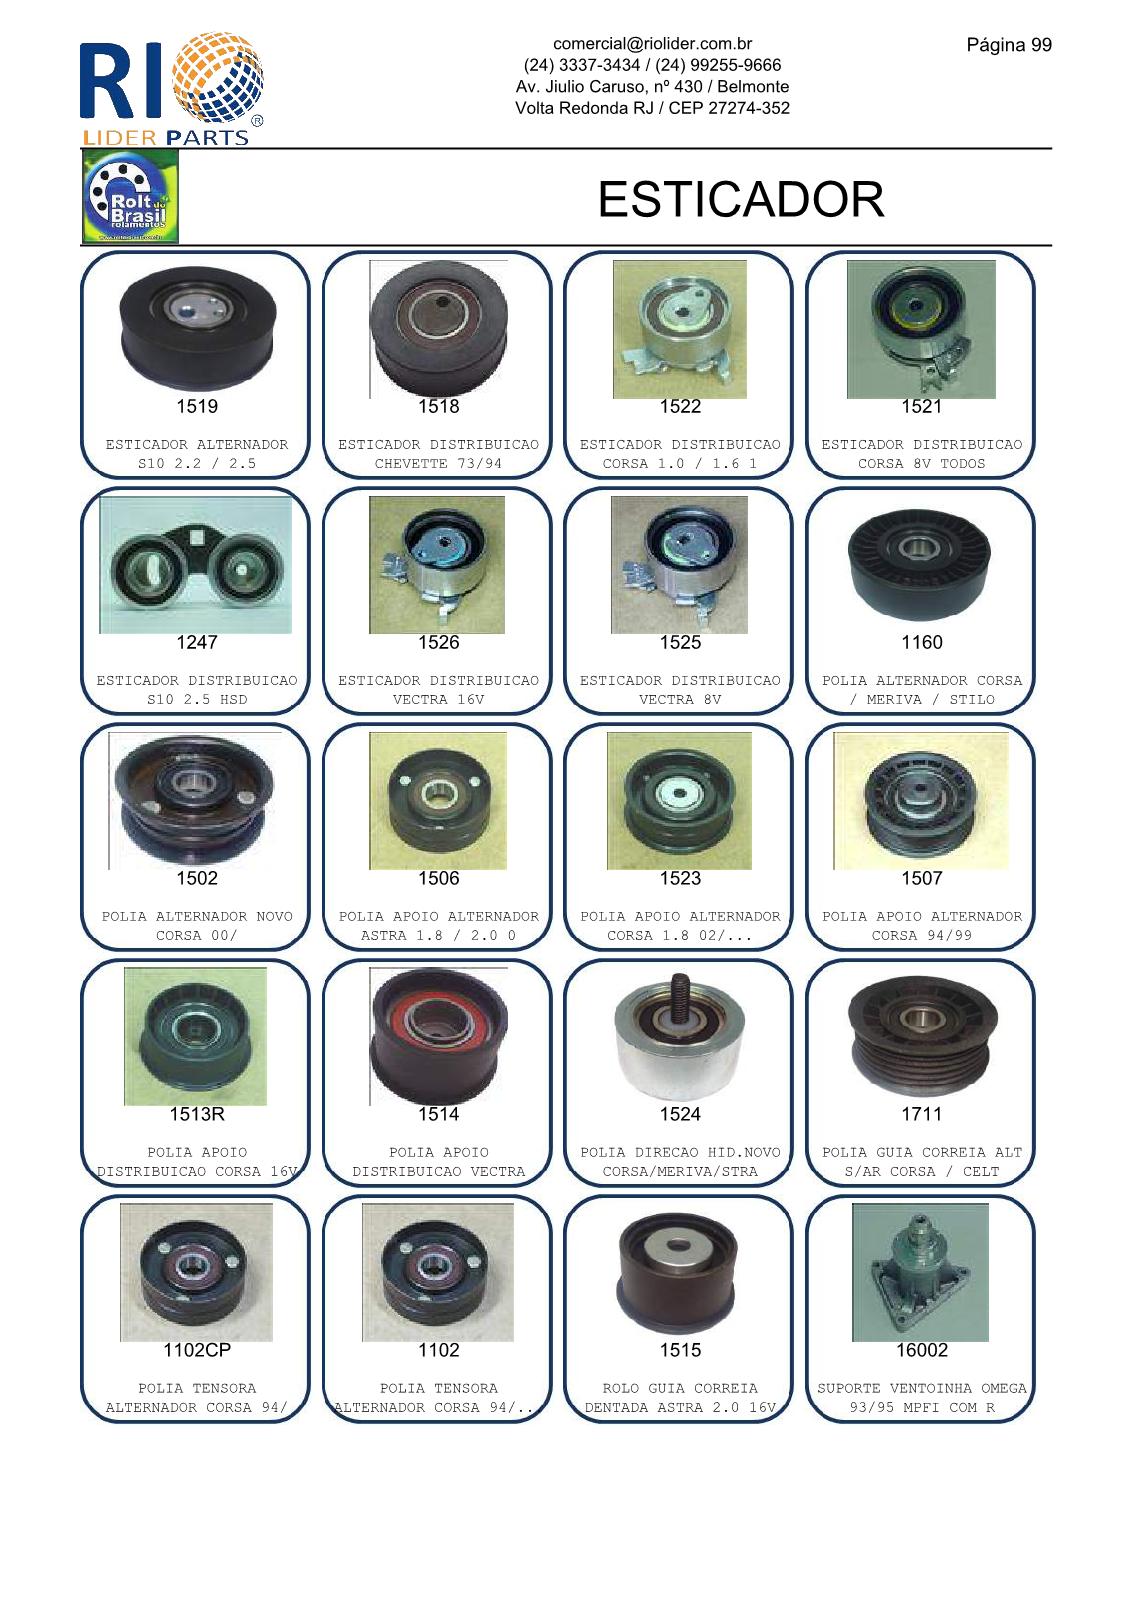 RIO
LIDER PARTS
®
comercial@riolider.com.br
(24) 3337-3434 / (24) 99255-9666
Av. Jiulio Caruso, nº 430 / Belmonte
Volta Redonda RJ / CEP 27274-352
Página 99
Rolt do
Brasil
rolamentos
ESTICADOR
1519
ESTICADOR ALTERNADOR
S10 2.2 / 2.5
1518
ESTICADOR DISTRIBUICAO
CHEVETTE 73/94
1522
ESTICADOR DISTRIBUICAO
CORSA 1.0 / 1.6 1
1521
ESTICADOR DISTRIBUICAO
CORSA 8V TODOS
1247
ESTICADOR DISTRIBUICAO
S10 2.5 HSD
1526
ESTICADOR DISTRIBUICAO
VECTRA 16V
1525
ESTICADOR DISTRIBUICAO
VECTRA 8V
1160
POLIA ALTERNADOR CORSA
/ MERIVA / STILO
1502
POLIA ALTERNADOR NOVO
CORSA 00/
1506
POLIA APOIO ALTERNADOR
ASTRA 1.8 / 2.0 0
1523
POLIA APOIO ALTERNADOR
CORSA 1.8 02/...
1507
POLIA APOIO ALTERNADOR
CORSA 94/99
1513R
POLIA APOIO
DISTRIBUICAO CORSA 16V
1514
POLIA APOIO
DISTRIBUICAO VECTRA
1524
POLIA DIRECAO HID.NOVO
CORSA/MERIVA/STRA
1711
POLIA GUIA CORREIA ALT
S/AR CORSA / CELT
1102CP
POLIA TENSORA
ALTERNADOR CORSA 94/
1102
POLIA TENSORA
ALTERNADOR CORSA 94/..
1515
ROLO GUIA CORREIA
DENTADA ASTRA 2.0 16V
16002
SUPORTE VENTOINHA OMEGA
93/95 MPFI COM R